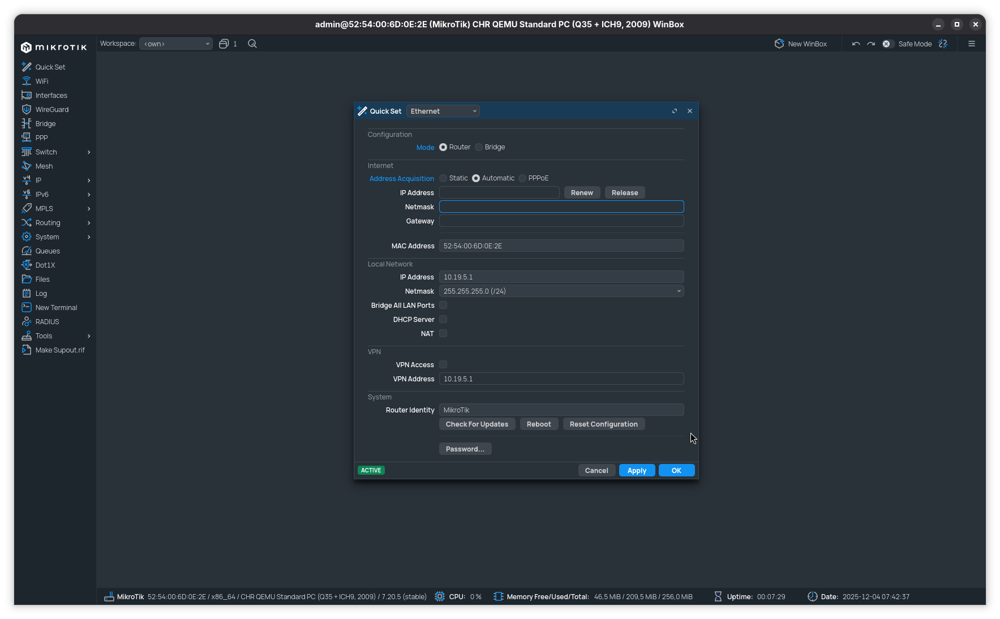 admin@52:54:00:6D:0E:2E (MikroTik) CHR QEMU Standard PC (Q35 + ICH9, 2009) WinBox
MIKROTIK
Workspace: <own> 1 New WinBox Safe Mode
Quick Set
WiFi
Interfaces
WireGuard
Bridge
PPP
Switch
Mesh
IP
IPv6
MPLS
Routing
System
Queues
Dot1X
Files
Log
New Terminal
RADIUS
Tools
Make Supout.rif
Quick Set Ethernet
Configuration
Mode Router Bridge
Internet
Address Acquisition Static Automatic PPPoE
IP Address Renew Release
Netmask
Gateway
MAC Address 52:54:00:6D:0E:2E
Local Network
IP Address 10.19.5.1
Netmask 255.255.255.0 (/24)
Bridge All LAN Ports
DHCP Server
NAT
VPN
VPN Access
VPN Address 10.19.5.1
System
Router Identity MikroTik
Check For Updates Reboot Reset Configuration
Password...
ACTIVE Cancel Apply OK
MikroTik 52:54:00:6D:0E:2E / x86_64 / CHR QEMU Standard PC (Q35 + ICH9, 2009) / 7.20.5 (stable) CPU: 0 % Memory Free/Used/Total: 46,5 MiB / 209,5 MiB / 256,0 MiB Uptime: 00:07:29 Date: 2025-12-04 07:42:37